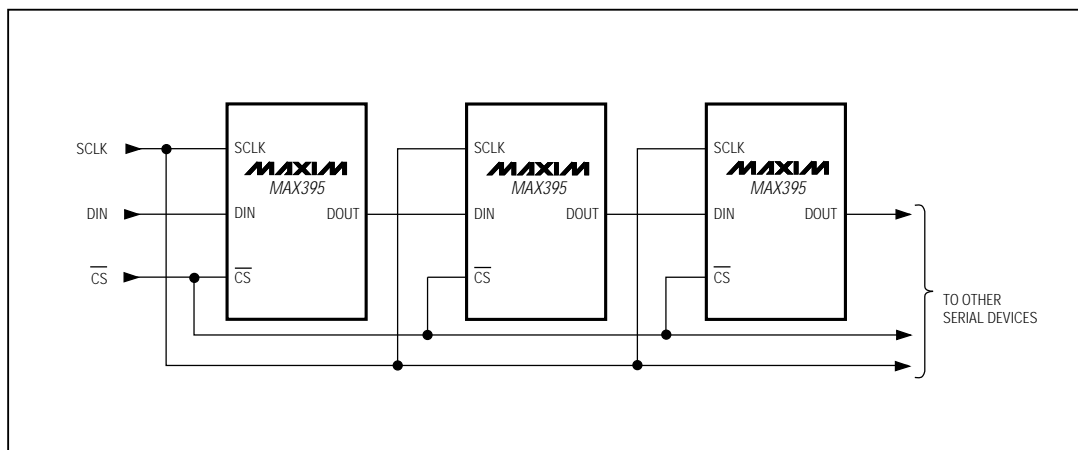 SCLK
SCLK
MAXIM
MAX395
SCLK
MAXIM
MAX395
SCLK
MAXIM
MAX395
DIN
DIN
DOUT
DIN
DOUT
DIN
DOUT
CS
CS
CS
CS
TO OTHER
SERIAL DEVICES